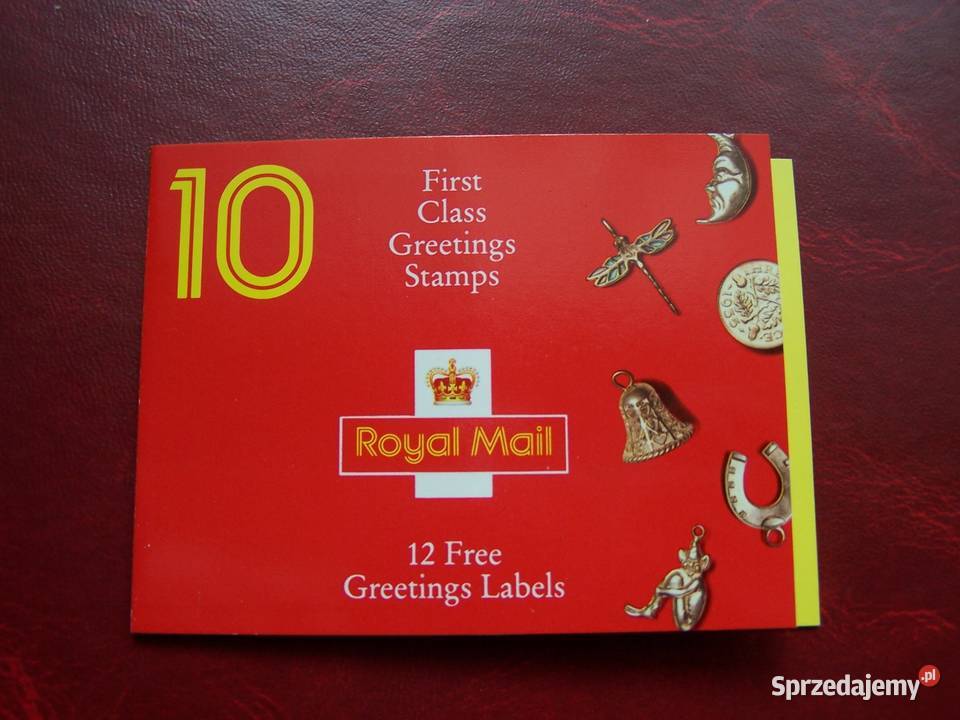 10
First
Class
Greetings
Stamps
Royal Mail
12 Free
Greetings Labels
Sprzedajemy.pl